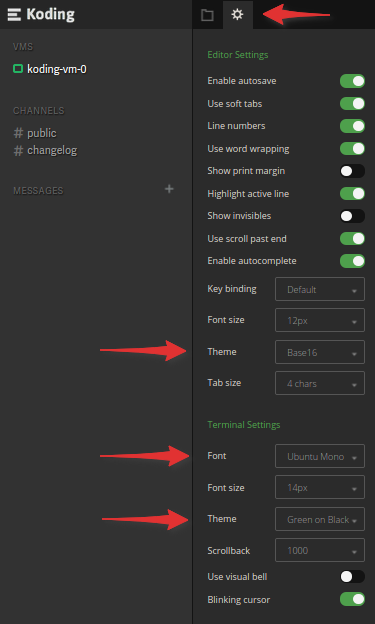 Koding
VMS
koding-vm-0
CHANNELS
# public
# changelog
MESSAGES +
Editor Settings
Enable autosave
Use soft tabs
Line numbers
Use word wrapping
Show print margin
Highlight active line
Show invisibles
Use scroll past end
Enable autocomplete
Key binding Default
Font size 12px
Theme Base16
Tab size 4 chars
Terminal Settings
Font Ubuntu Mono
Font size 14px
Theme Green on Black
Scrollback 1000
Use visual bell
Blinking cursor